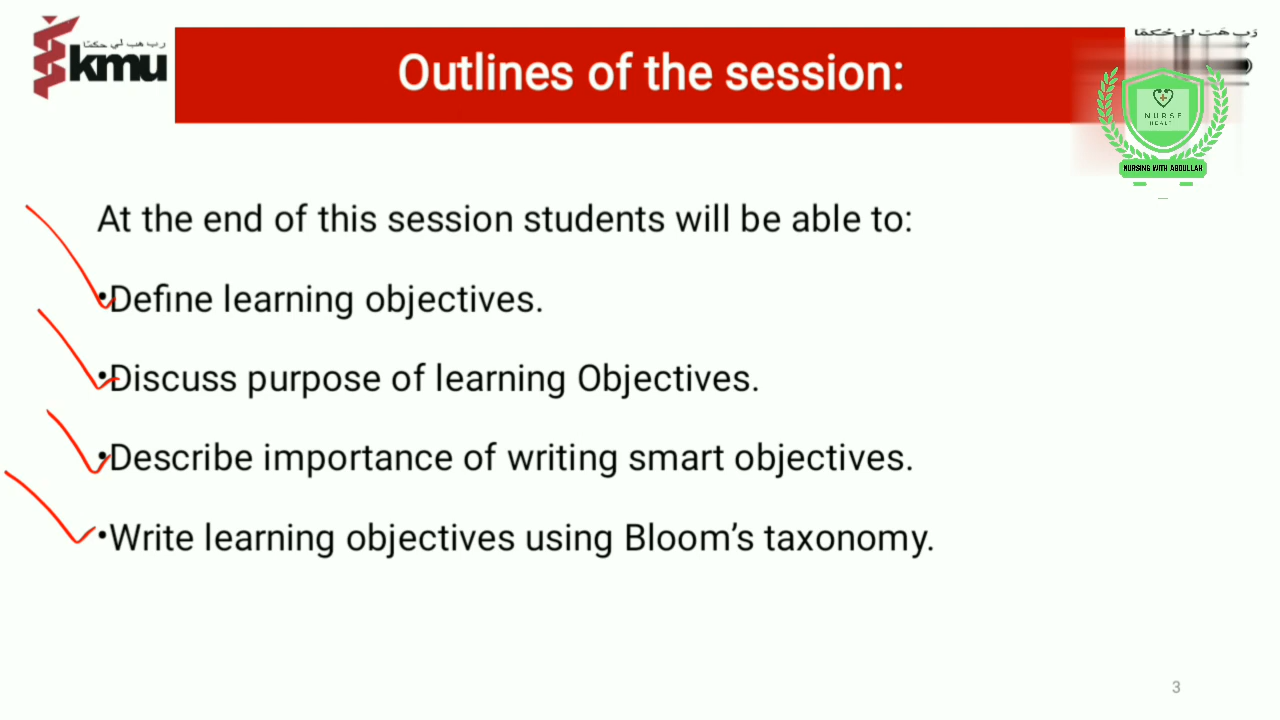 رب هب لي حكما
kmu
Outlines of the session:
رب هب لي حكما
NURSE
HEALTH
NURSING WITH ABDULLAH
At the end of this session students will be able to:
•Define learning objectives.
•Discuss purpose of learning Objectives.
•Describe importance of writing smart objectives.
•Write learning objectives using Bloom’s taxonomy.
3